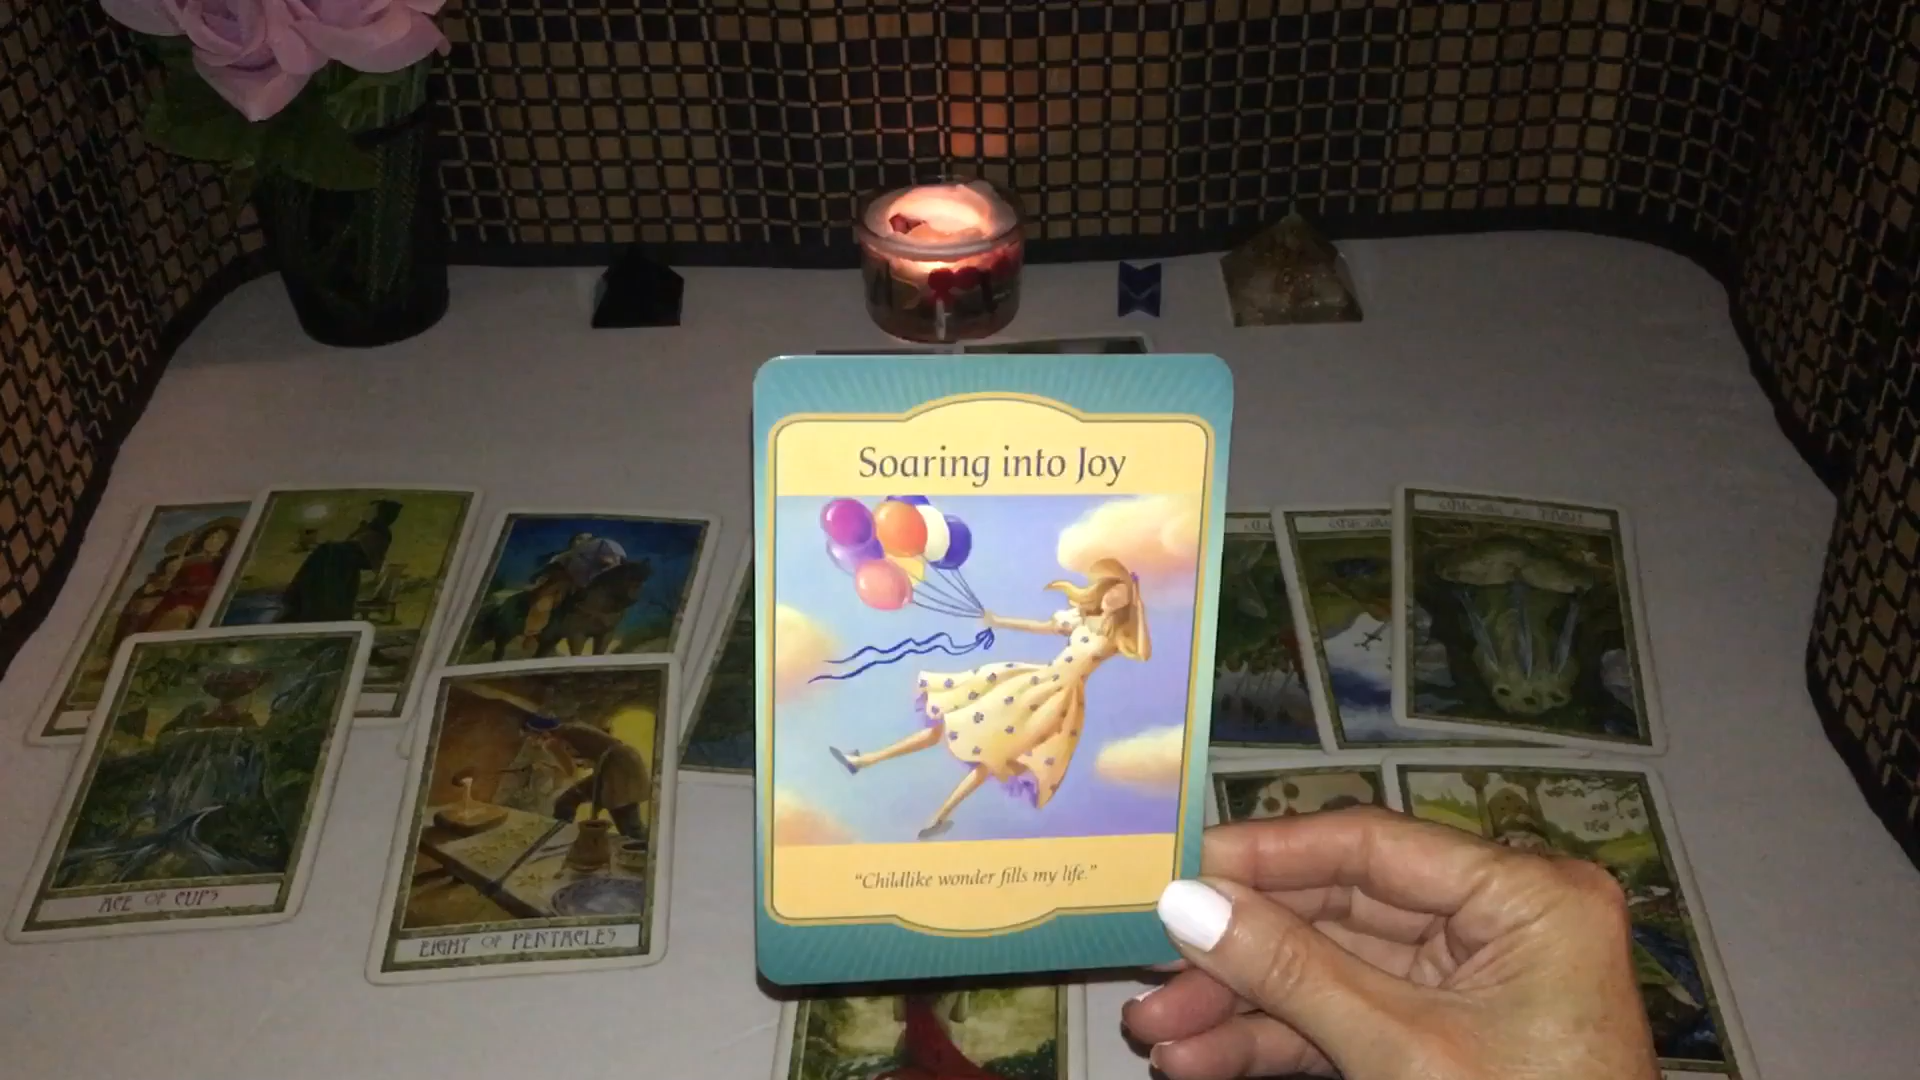 Soaring into Joy
"Childlike wonder fills my life."
ACE OF CUPS
EIGHT OF PENTACLES